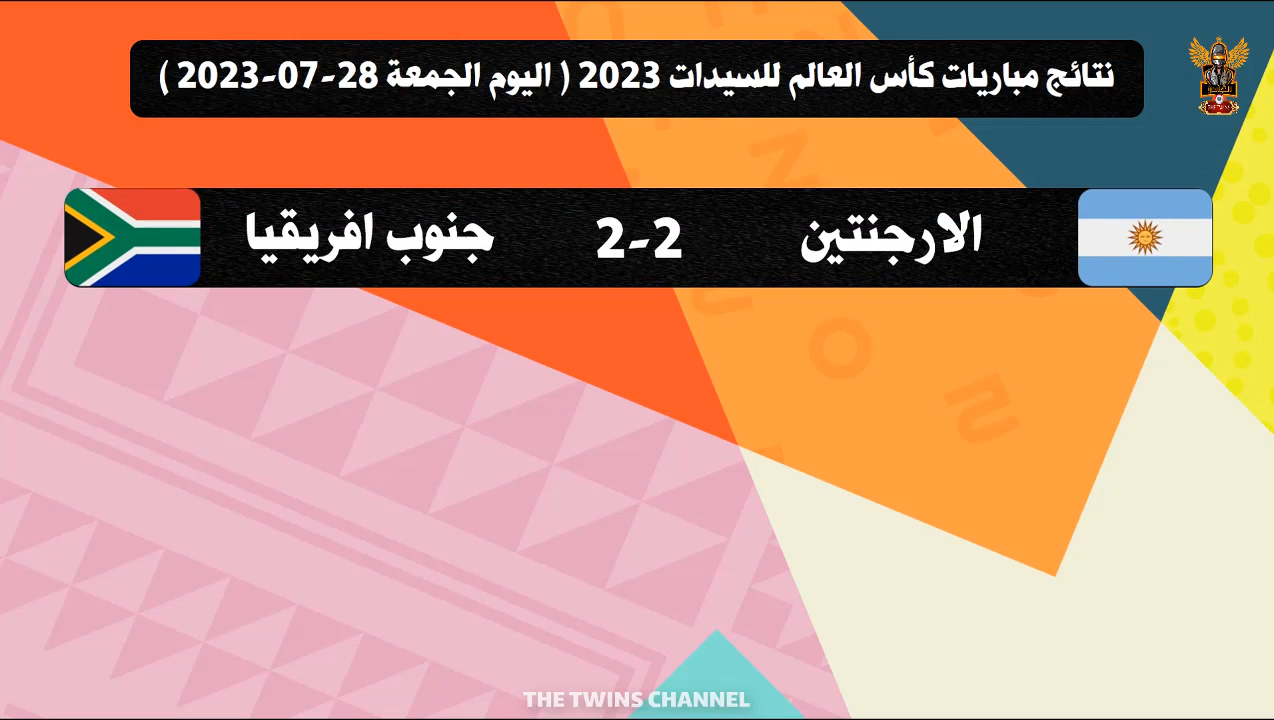 نتائج مباريات كأس العالم للسيدات 2023 ( اليوم الجمعة 28-07-2023 )
الارجنتين 2-2 جنوب افريقيا
THE TWINS CHANNEL